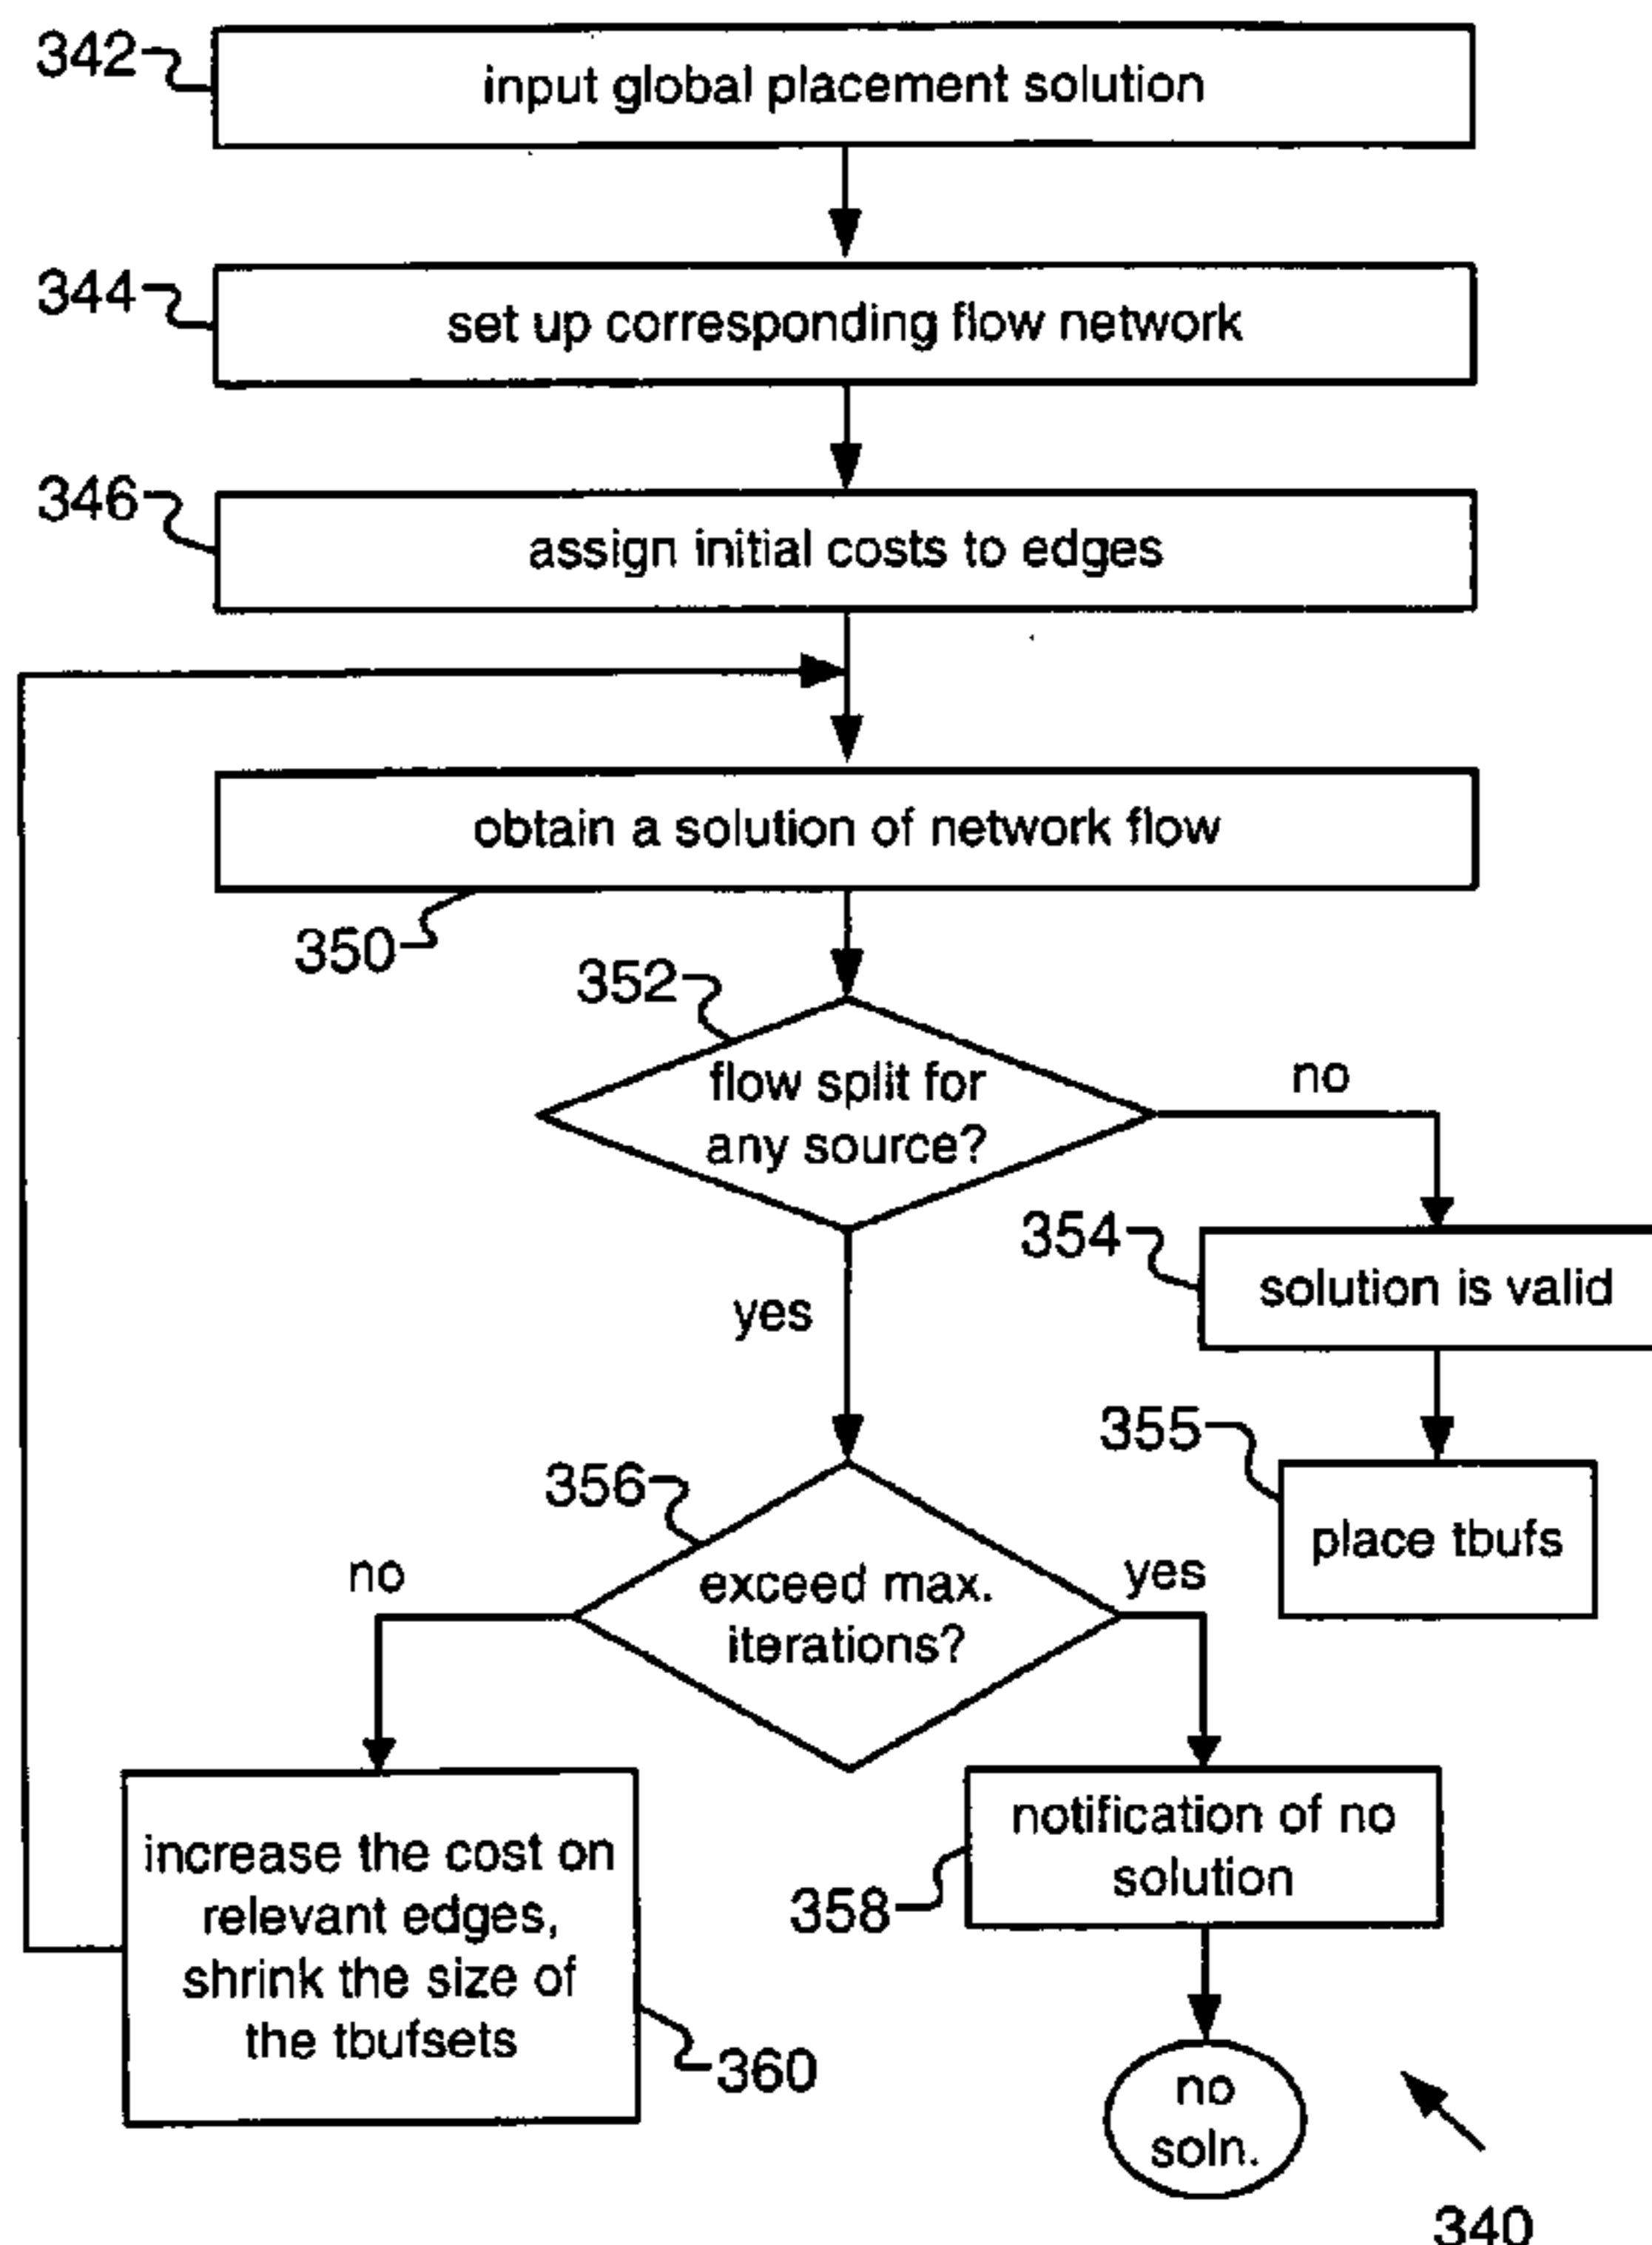 342
input global placement solution
344
set up corresponding flow network
346
assign initial costs to edges
obtain a solution of network flow
350
352
flow split for
any source?
no
354
solution is valid
yes
355
place tbufs
356
no
exceed max.
iterations?
yes
increase the cost on
relevant edges,
shrink the size of
the tbufsets
360
notification of no
solution
358
no
soln.
340